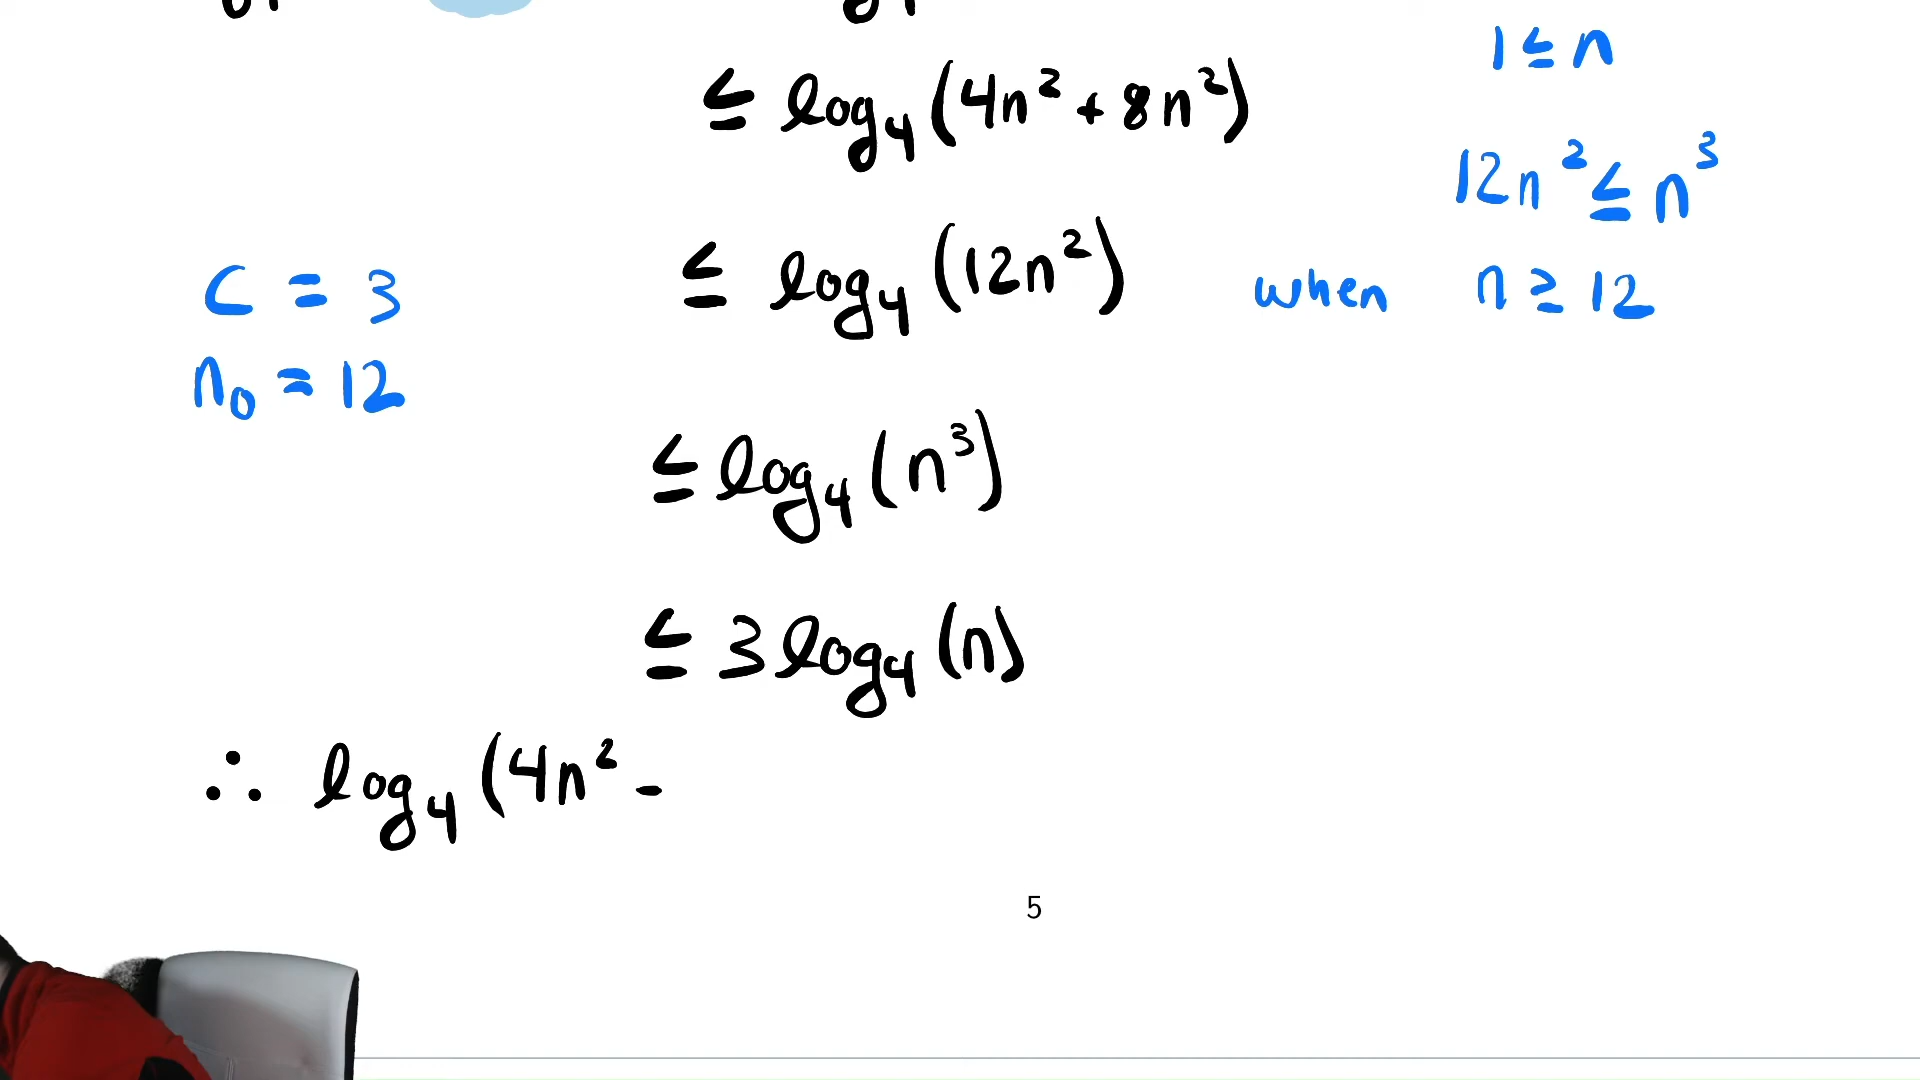 1 ≤ n
≤ log₄(4n² + 8n²)
12n² ≤ n³
≤ log₄(12n²) when n ≥ 12
c = 3
n₀ = 12
≤ log₄(n³)
≤ 3 log₄(n)
∴ log₄(4n² -
5